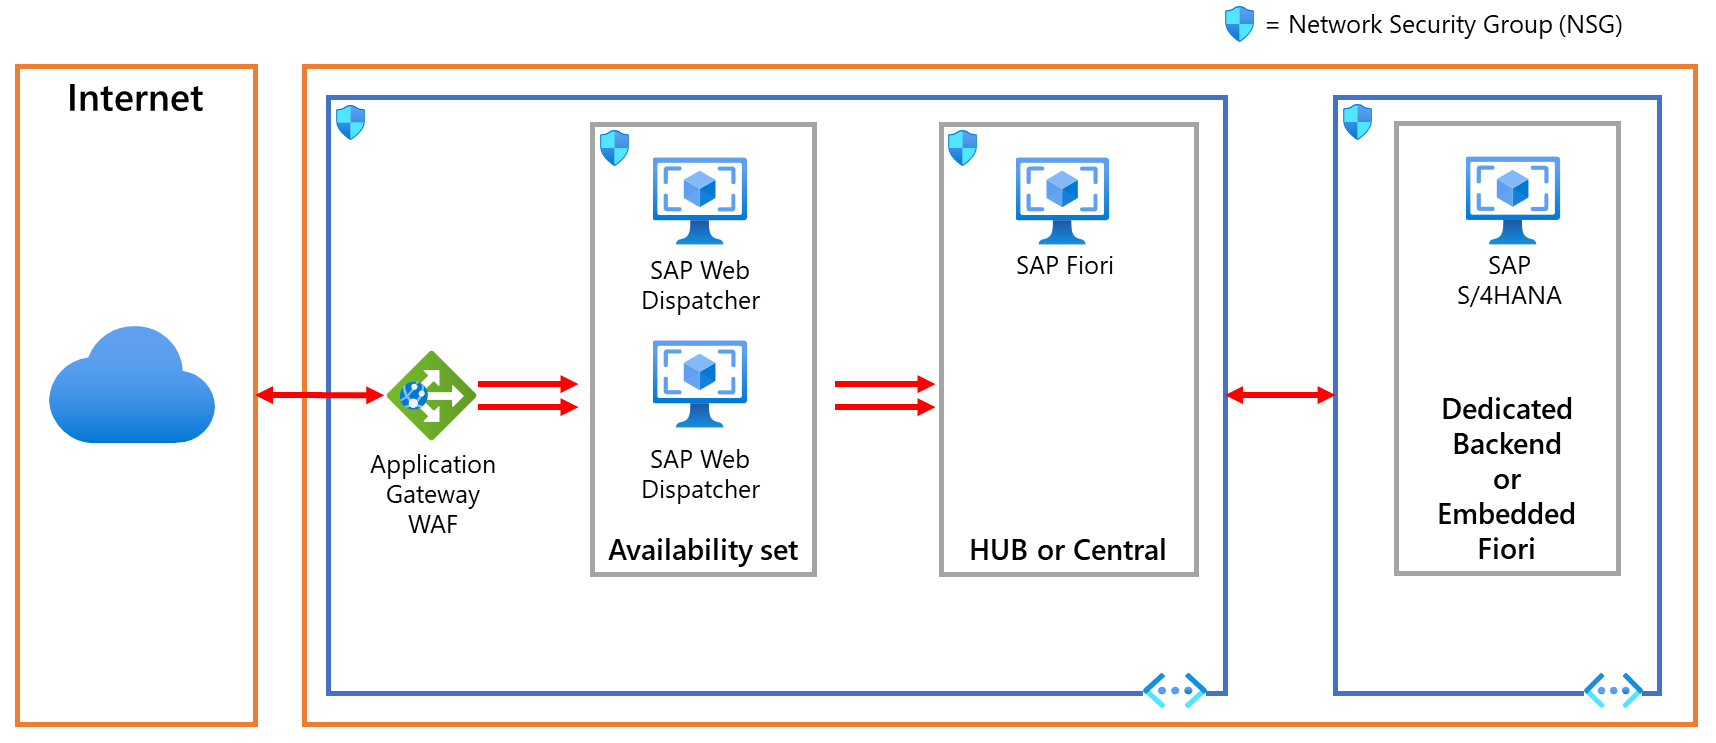 = Network Security Group (NSG)
Internet
Application
Gateway
WAF
SAP Web
Dispatcher
SAP Web
Dispatcher
Availability set
SAP Fiori
HUB or Central
SAP
S/4HANA
Dedicated
Backend
or
Embedded
Fiori